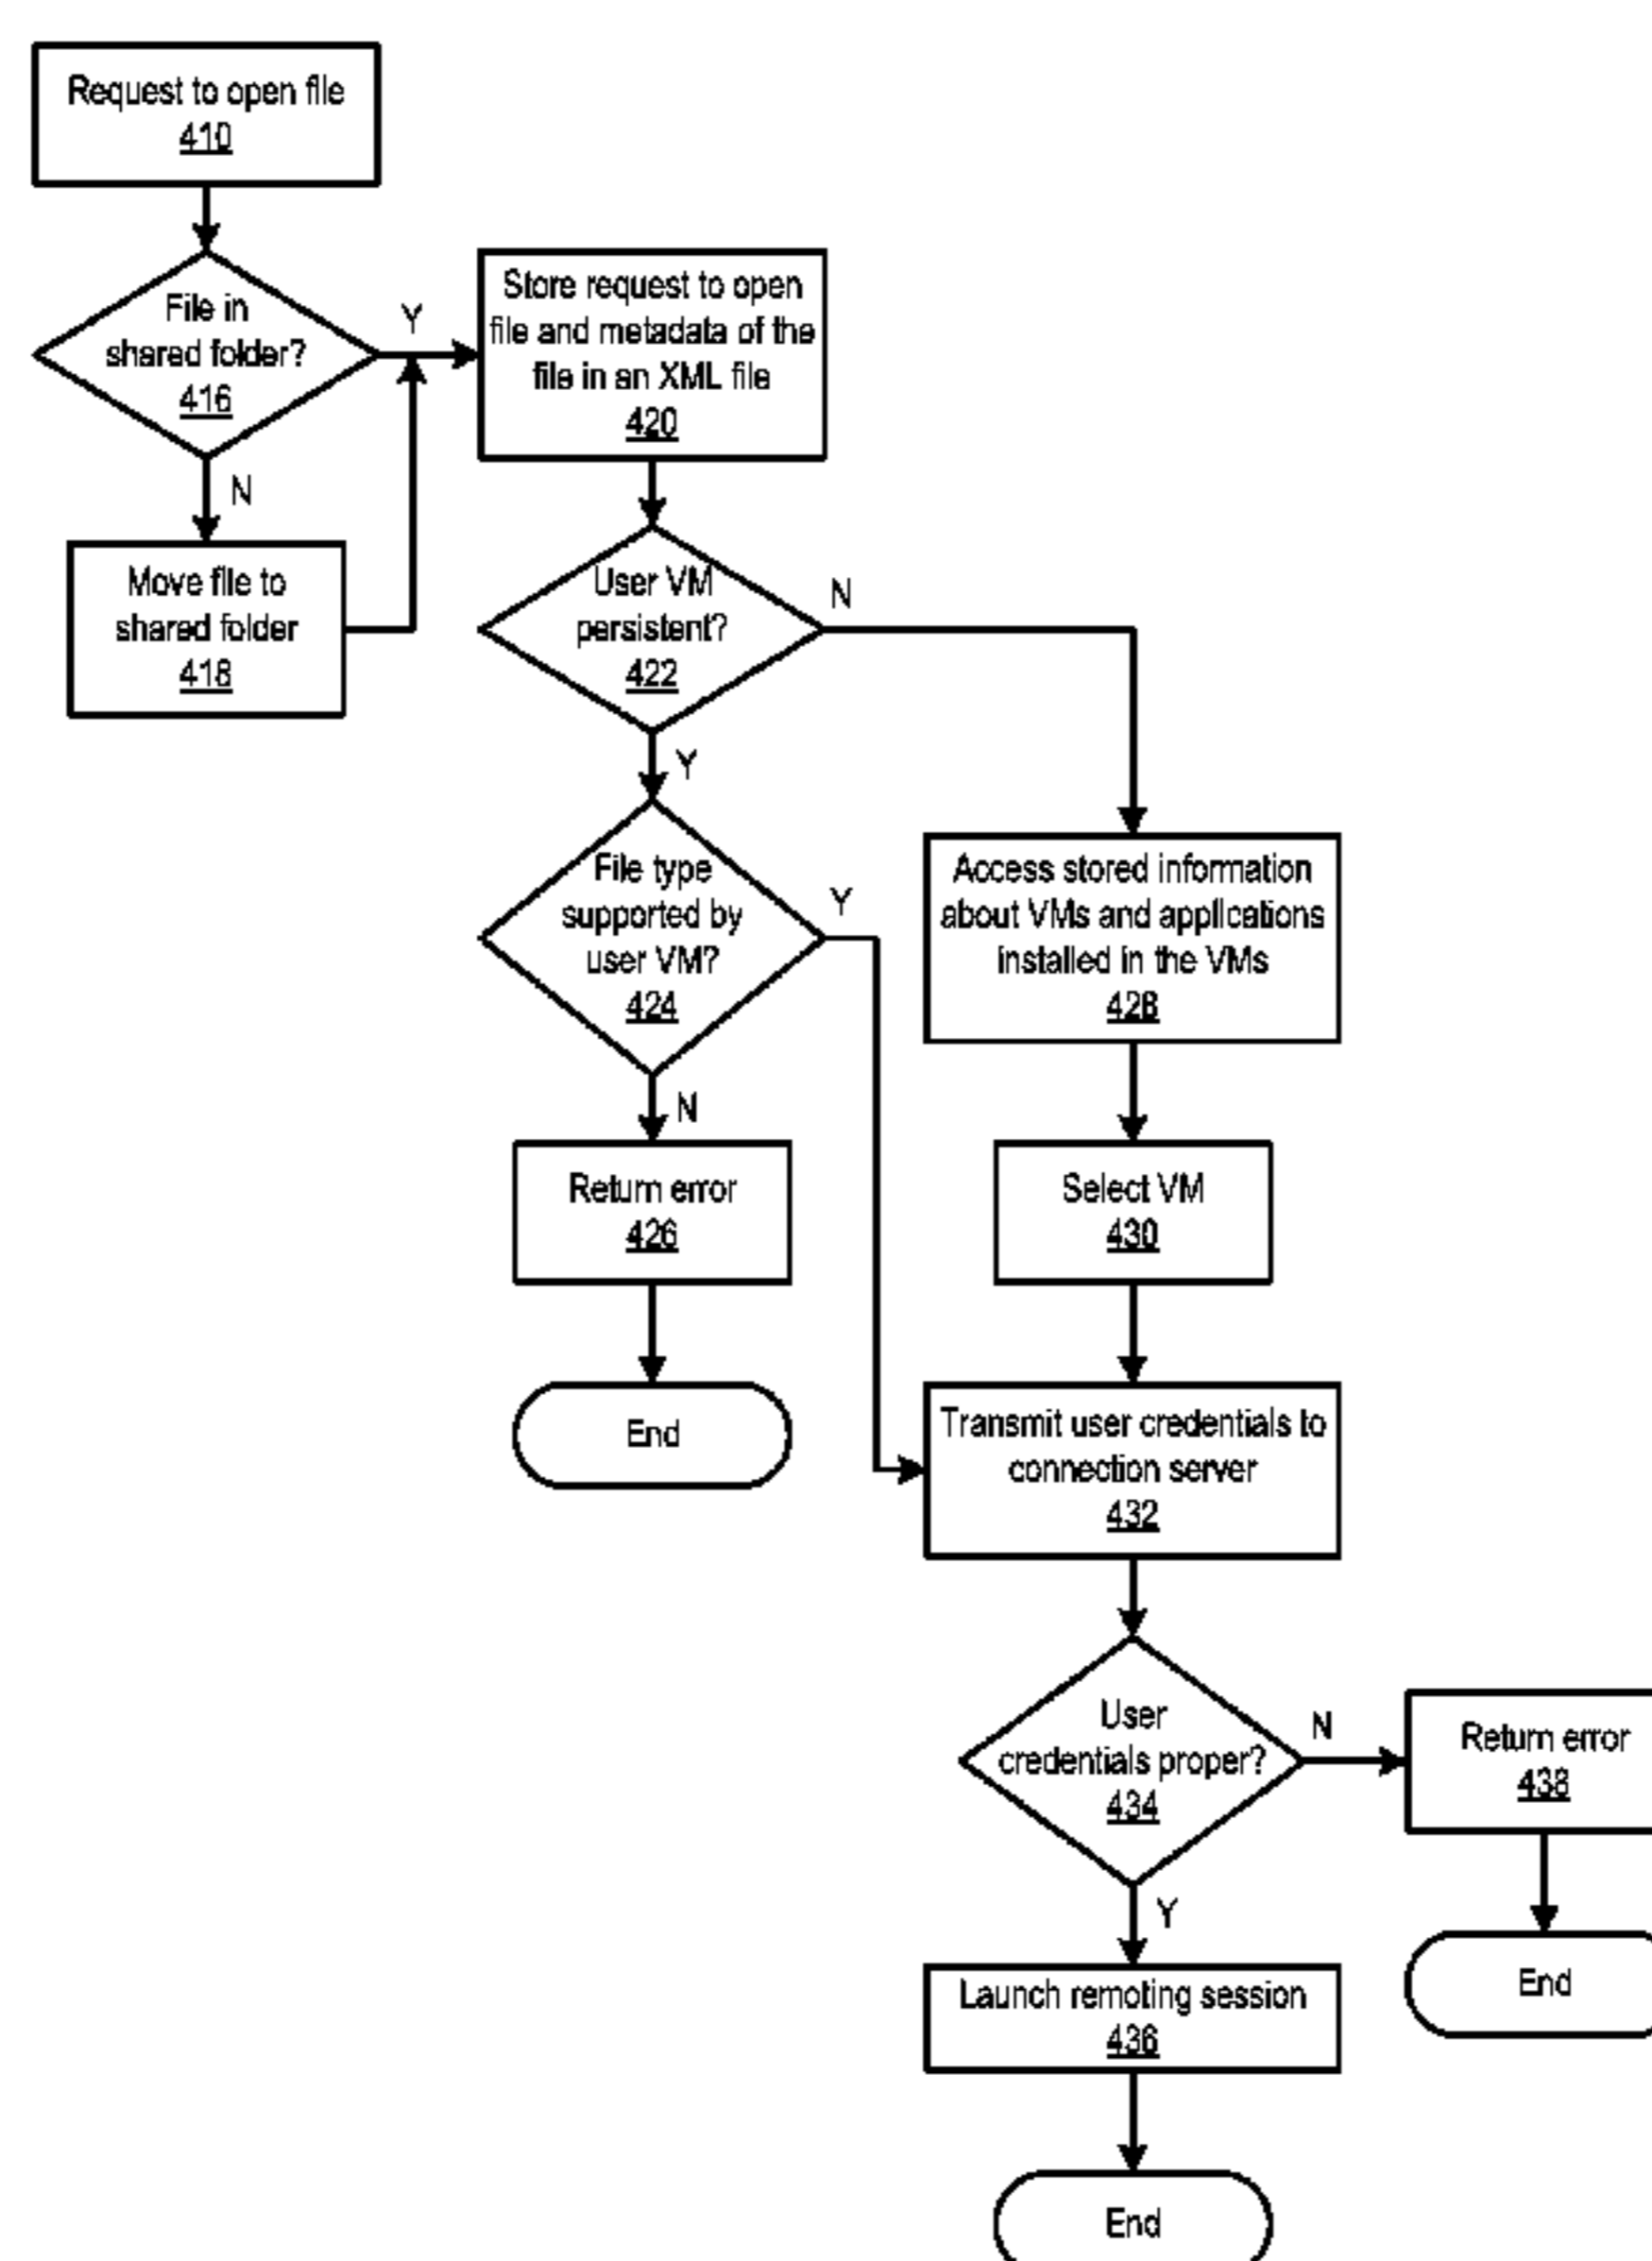 Request to open file
410
File in
shared folder?
416
Y
N
Move file to
shared folder
418
Store request to open
file and metadata of the
file in an XML file
420
User VM
persistent?
422
N
Y
File type
supported by
user VM?
424
Y
N
Return error
426
End
Access stored information
about VMs and applications
installed in the VMs
428
Select VM
430
Transmit user credentials to
connection server
432
User
credentials proper?
434
N
Y
Return error
438
End
Launch remoting session
436
End